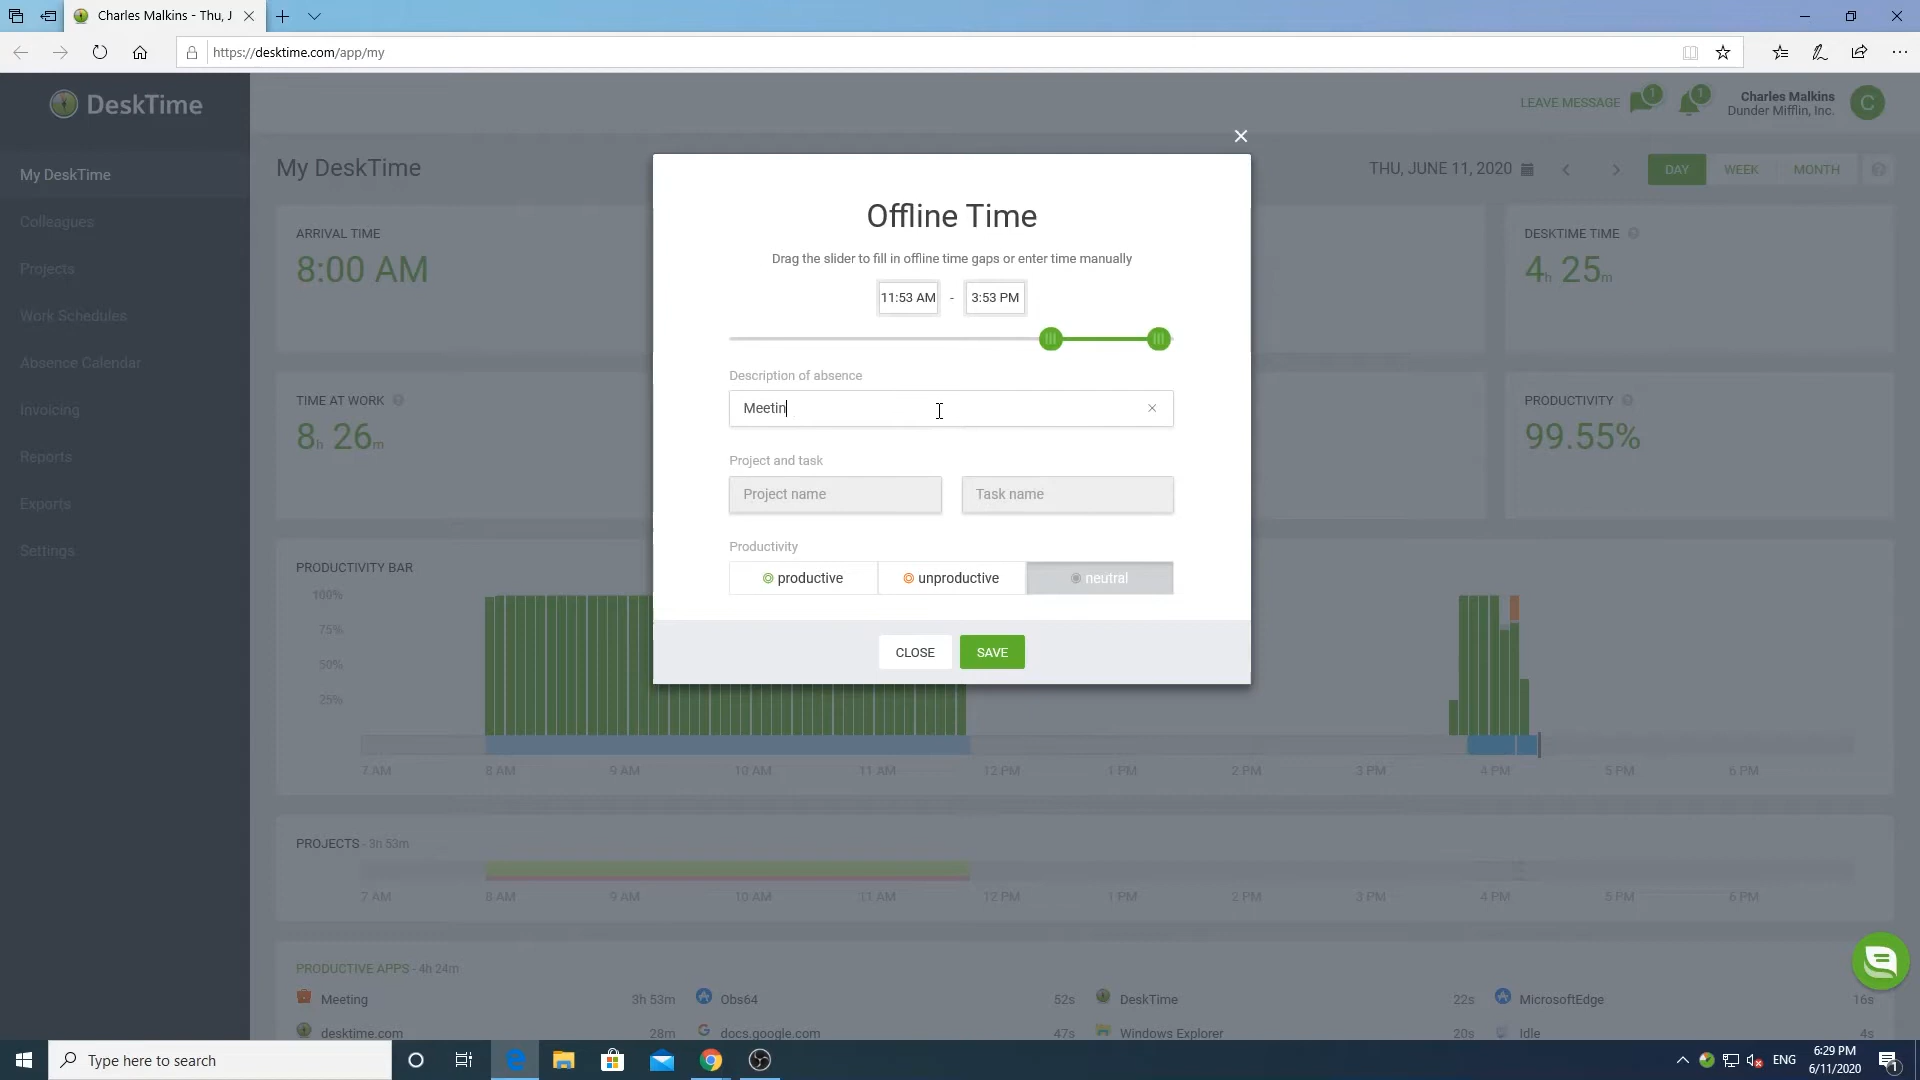 Charles Malkins - Thu, J
https://desktime.com/app/my
DeskTime
LEAVE MESSAGE
1
1
Charles Malkins
Dunder Mifflin, Inc.
C
My DeskTime
Colleagues
Projects
Work Schedules
Absence Calendar
Invoicing
Reports
Exports
Settings
My DeskTime
THU, JUNE 11, 2020
DAY
WEEK
MONTH
?
ARRIVAL TIME
8:00 AM
DESKTIME TIME ?
4h 25m
TIME AT WORK ?
8h 26m
PRODUCTIVITY ?
99.55%
Offline Time
Drag the slider to fill in offline time gaps or enter time manually
11:53 AM - 3:53 PM
Description of absence
Meetin
Project and task
Project name
Task name
Productivity
productive
unproductive
neutral
CLOSE
SAVE
PRODUCTIVITY BAR
100%
75%
50%
25%
7 AM 8 AM 9 AM 10 AM 11 AM 12 PM 1 PM 2 PM 3 PM 4 PM 5 PM 6 PM
PROJECTS - 3h 53m
7 AM 8 AM 9 AM 10 AM 11 AM 12 PM 1 PM 2 PM 3 PM 4 PM 5 PM 6 PM
PRODUCTIVE APPS - 4h 24m
Meeting 3h 53m Obs64 52s DeskTime 22s MicrosoftEdge 16s
desktime.com 28m docs.google.com 47s Windows Explorer 20s Idle 4s
Type here to search
ENG
6:29 PM
6/11/2020
1